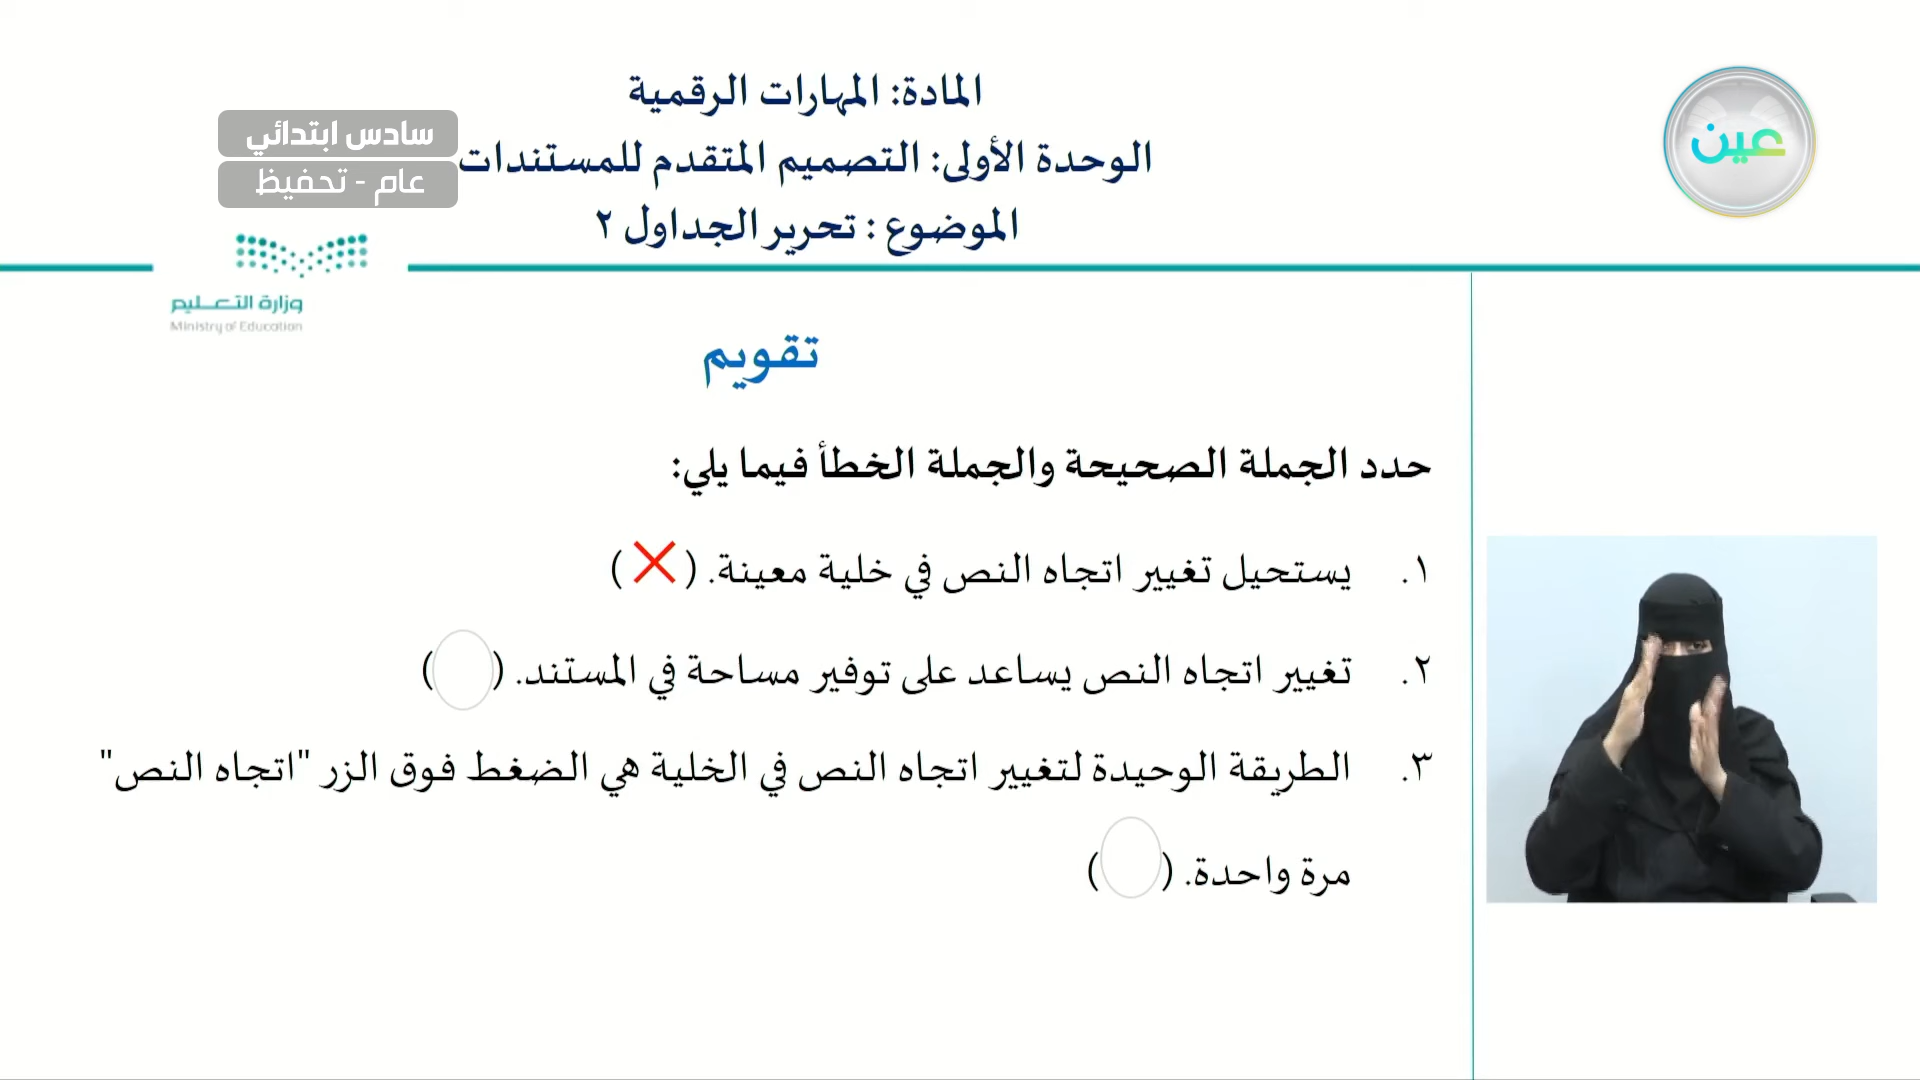 المادة: المهارات الرقمية
الوحدة الأولى: التصميم المتقدم للمستندات
الموضوع : تحرير الجداول ٢
سادس ابتدائي
عام - تحفيظ
عين
وزارة التعليم
Ministry of Education
تقويم
حدد الجملة الصحيحة والجملة الخطأ فيما يلي:
١. يستحيل تغيير اتجاه النص في خلية معينة. (❌)
٢. تغيير اتجاه النص يساعد على توفير مساحة في المستند. ( )
٣. الطريقة الوحيدة لتغيير اتجاه النص في الخلية هي الضغط فوق الزر "اتجاه النص"
مرة واحدة. ( )